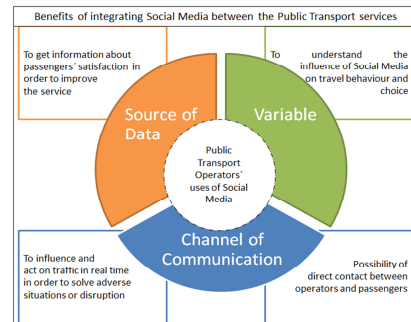 Benefits of integrating Social Media between the Public Transport services
To get information about
passengers´ satisfaction in
order to improve
the service
To understand the
influence of Social Media
on travel behaviour and
choice
Source of
Data
Variable
Public
Transport
Operators´
uses of Social
Media
Channel of
Communication
To influence and
act on traffic in real time
in order to solve adverse
situations or disruption
Possibility of
direct contact between
operators and passengers